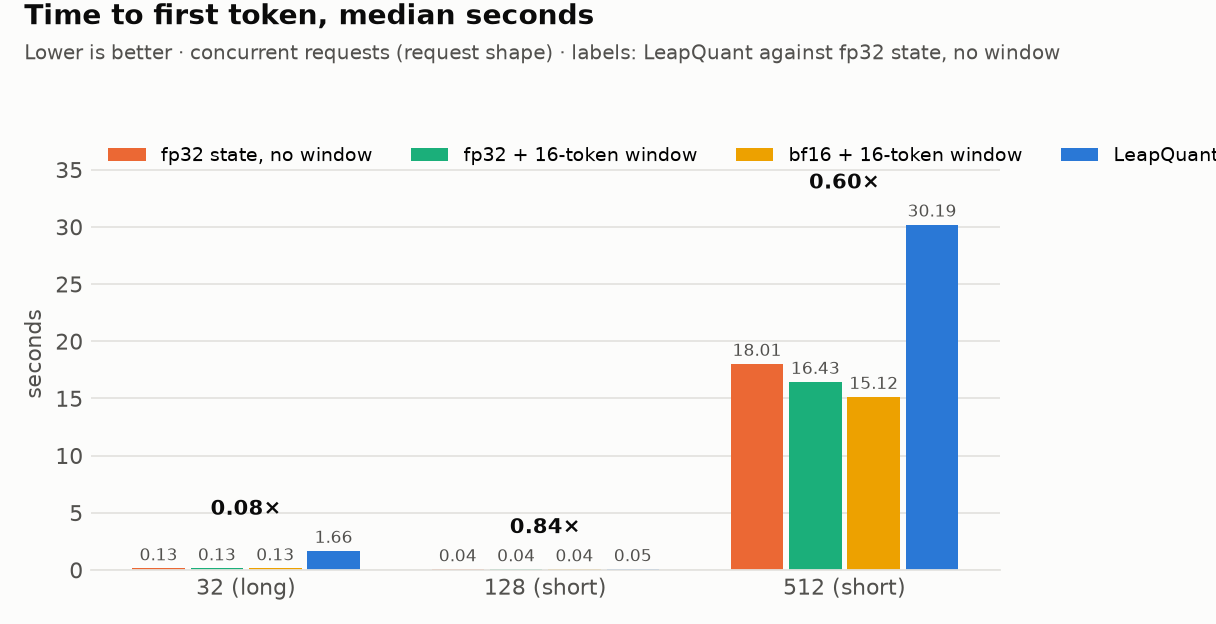 Time to first token, median seconds
Lower is better · concurrent requests (request shape) · labels: LeapQuant against fp32 state, no window
fp32 state, no window fp32 + 16-token window bf16 + 16-token window LeapQuant
35
30
25
20
15
10
5
0
seconds
0.08×
0.13 0.13 0.13 1.66
0.84×
0.04 0.04 0.04 0.05
0.60×
18.01 16.43 15.12 30.19
32 (long) 128 (short) 512 (short)